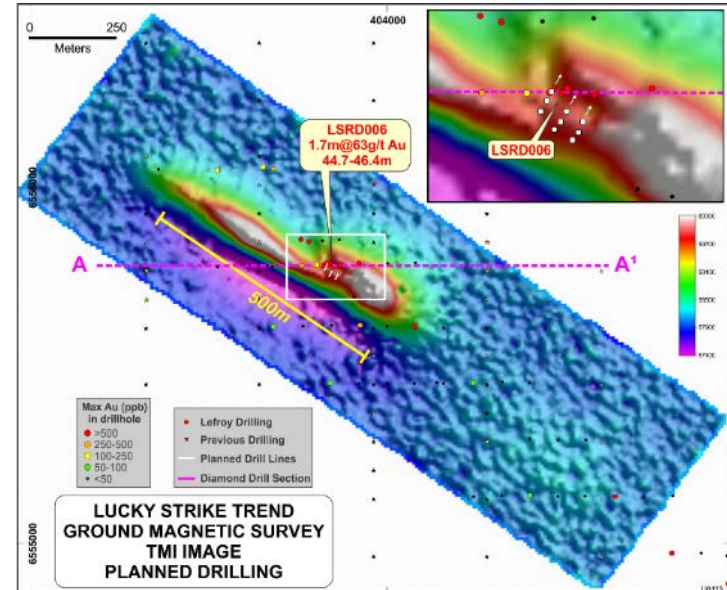 0 250
Meters
404000
LSRD006
1.7m@63g/t Au
44.7-46.4m
LSRD006
6556000
A A¹
500m
57400
Max Au (ppb)
in drillhole
>500
250-500
100-250
50-100
<50
Lefroy Drilling
Previous Drilling
Planned Drill Lines
Diamond Drill Section
LUCKY STRIKE TREND
GROUND MAGNETIC SURVEY
TMI IMAGE
PLANNED DRILLING
6555000